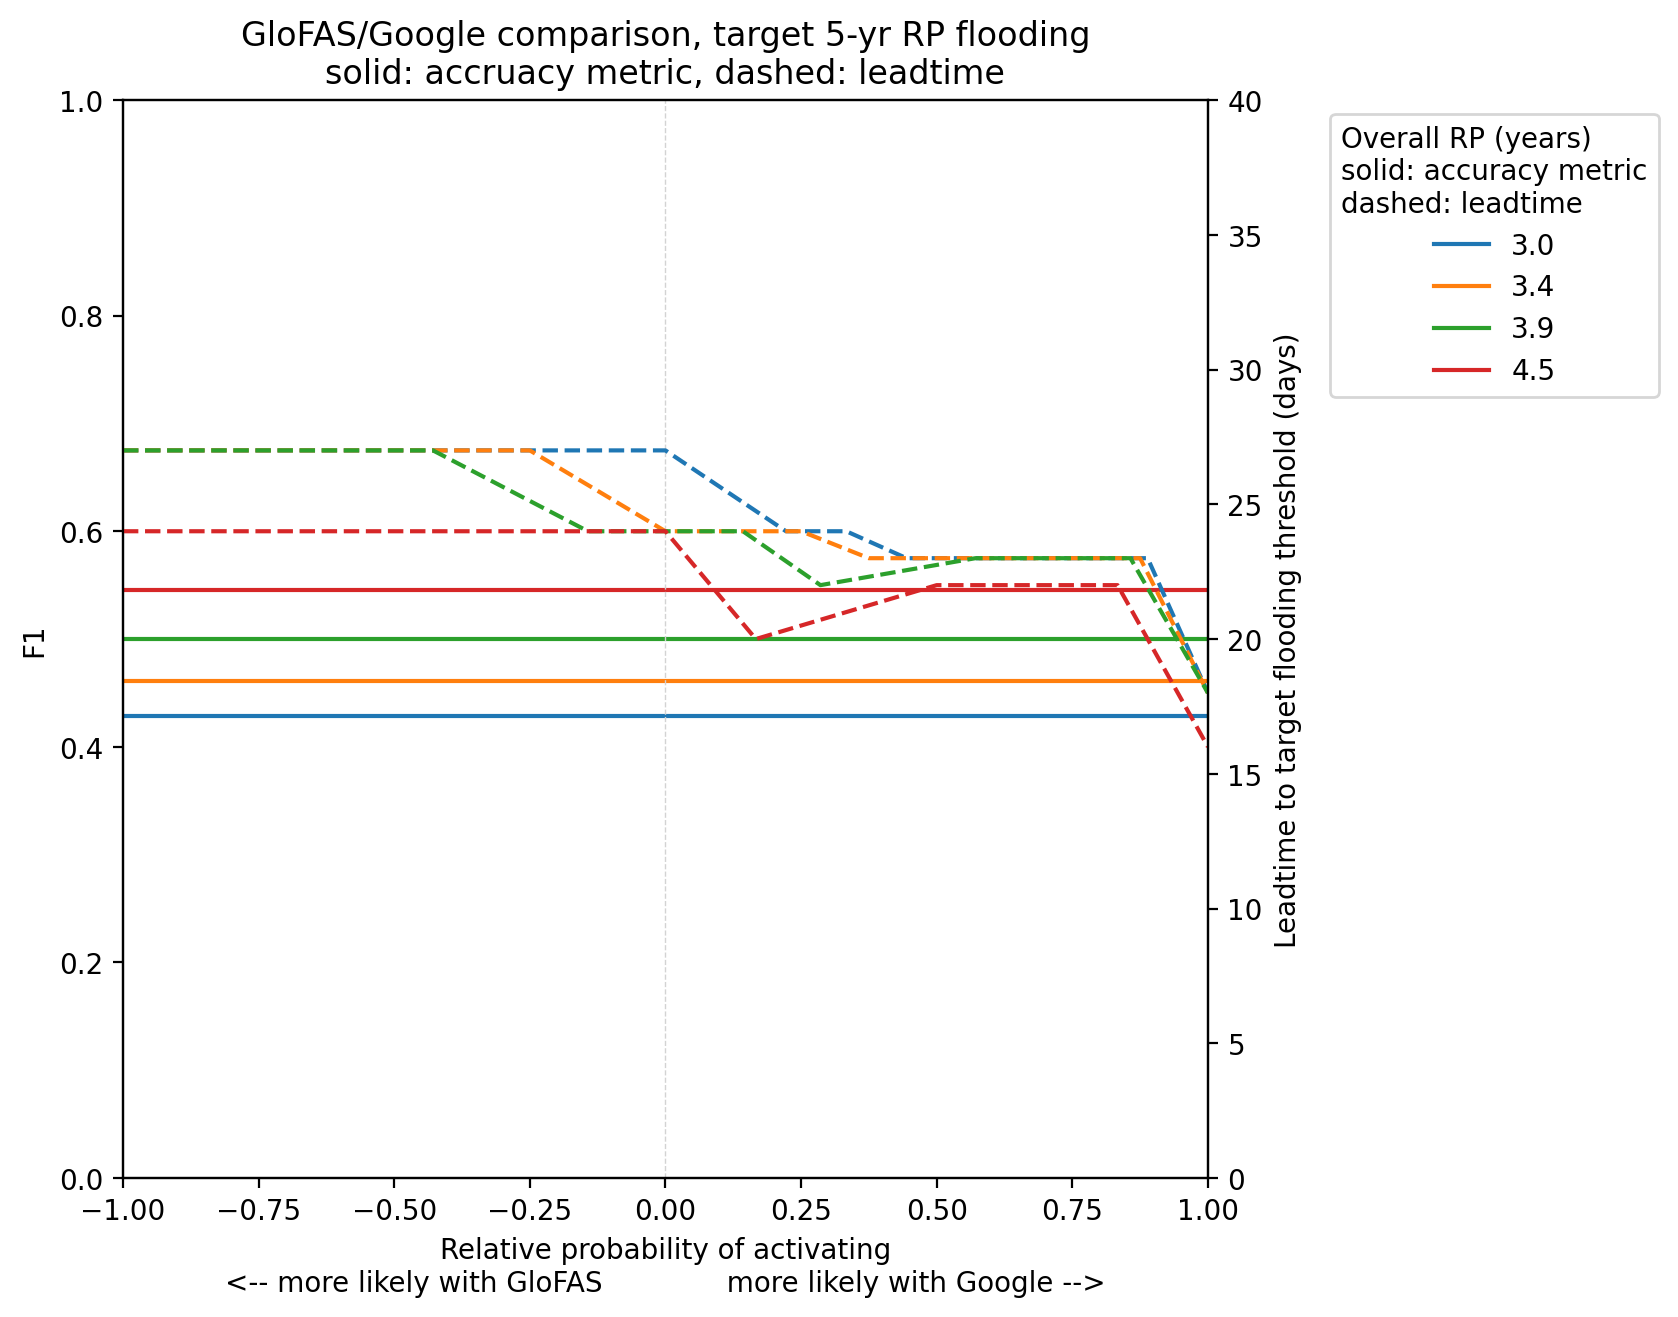 GloFAS/Google comparison, target 5-yr RP flooding
solid: accruacy metric, dashed: leadtime
1.0
0.8
0.6
0.4
0.2
0.0
F1
40
35
30
25
20
15
10
5
0
Leadtime to target flooding threshold (days)
Overall RP (years)
solid: accuracy metric
dashed: leadtime
3.0
3.4
3.9
4.5
−1.00 −0.75 −0.50 −0.25 0.00 0.25 0.50 0.75 1.00
Relative probability of activating
<-- more likely with GloFAS more likely with Google -->